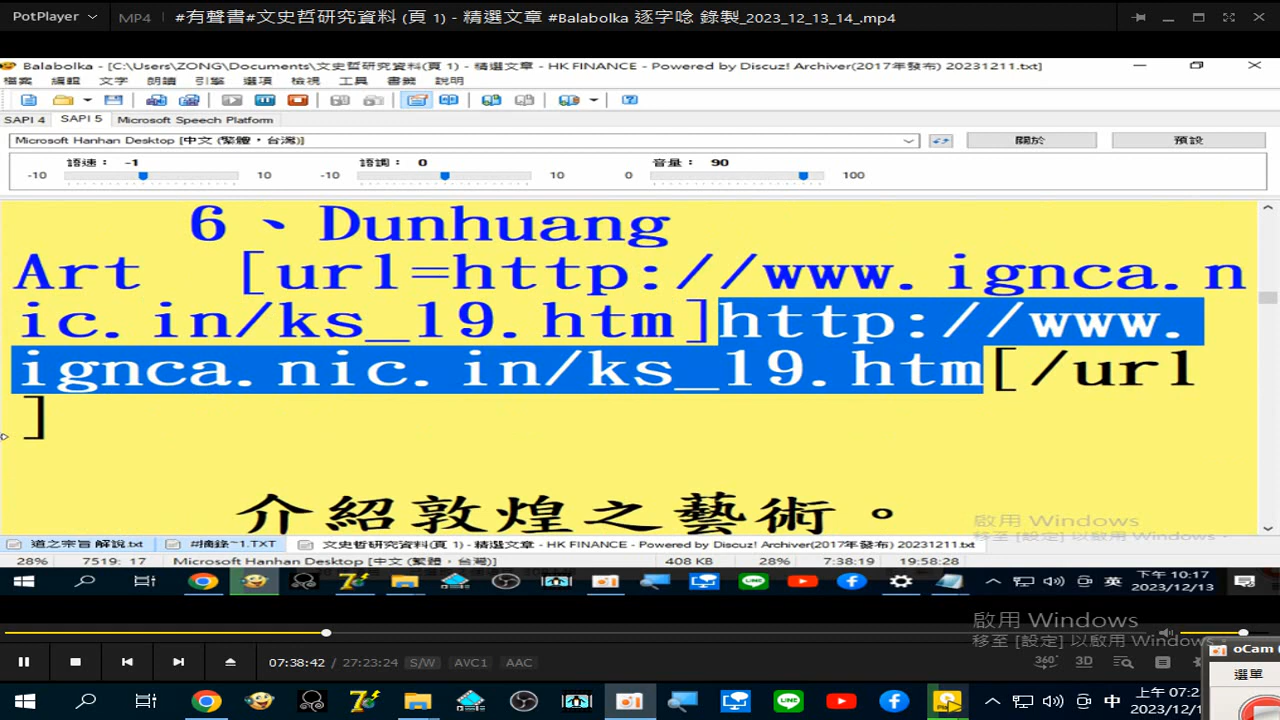 PotPlayer MP4 #有聲書#文史哲研究資料 (頁 1) - 精選文章 #Balabolka 逐字唸 錄製_2023_12_13_14_.mp4
Balabolka - [C:\Users\ZONG\Documents\文史哲研究資料(頁 1) - 精選文章 - HK FINANCE - Powered by Discuz! Archiver(2017年發布) 20231211.txt]
檔案 編輯 文字 朗讀 引擎 選項 檢視 工具 書籤 說明
SAPI 4 SAPI 5 Microsoft Speech Platform
Microsoft Hanhan Desktop [中文 (繁體，台灣)] 關於 預設
語速： -1 語調： 0 音量： 90
-10 10 -10 10 0 100
6、Dunhuang
Art [url=http://www.ignca.n
ic.in/ks_19.htm]http://www.
ignca.nic.in/ks_19.htm[/url
]
介紹敦煌之藝術。
啟用 Windows
移至 [設定] 以啟用 Windows。
道之宗旨 解說.txt #摘錄~1.TXT 文史哲研究資料(頁 1) - 精選文章 - HK FINANCE - Powered by Discuz! Archiver(2017年發布) 20231211.txt
28% 7519: 17 Microsoft Hanhan Desktop [中文 (繁體，台灣)] 408 KB 28% 7:38:19 19:58:28
英 下午 10:17
2023/12/13
啟用 Windows
移至 [設定] 以啟用 Windows。
oCam (
07:38:42 / 27:23:24 S/W AVC1 AAC 360° 3D
選單
中 上午 07:2
2023/12/1